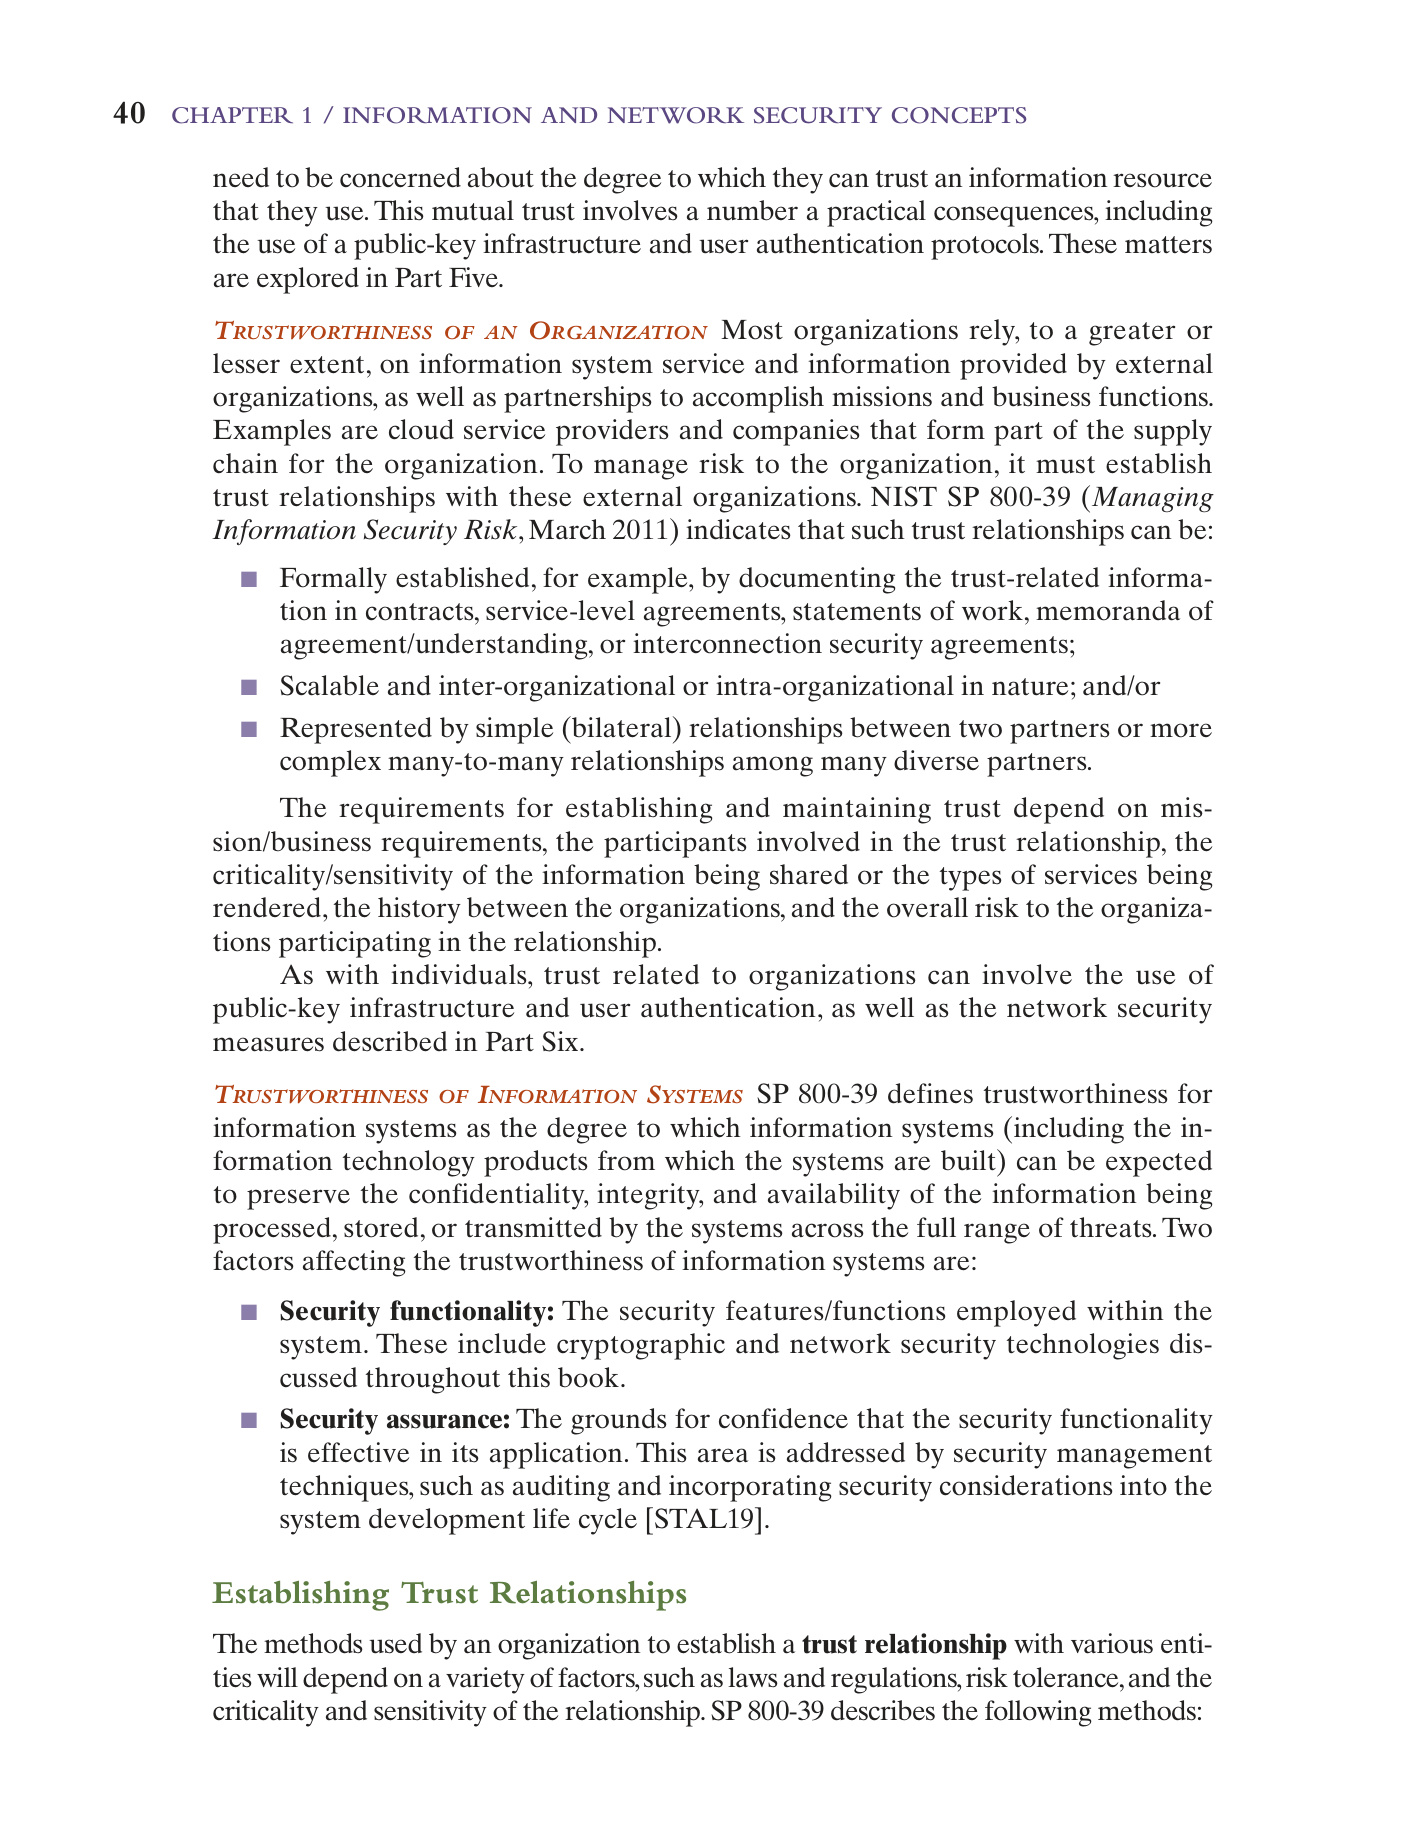 40 CHAPTER 1 / INFORMATION AND NETWORK SECURITY CONCEPTS
need to be concerned about the degree to which they can trust an information resource
that they use. This mutual trust involves a number a practical consequences, including
the use of a public-key infrastructure and user authentication protocols. These matters
are explored in Part Five.
TRUSTWORTHINESS OF AN ORGANIZATION Most organizations rely, to a greater or
lesser extent, on information system service and information provided by external
organizations, as well as partnerships to accomplish missions and business functions.
Examples are cloud service providers and companies that form part of the supply
chain for the organization. To manage risk to the organization, it must establish
trust relationships with these external organizations. NIST SP 800-39 (Managing
Information Security Risk, March 2011) indicates that such trust relationships can be:
■ Formally established, for example, by documenting the trust-related informa-
tion in contracts, service-level agreements, statements of work, memoranda of
agreement/understanding, or interconnection security agreements;
■ Scalable and inter-organizational or intra-organizational in nature; and/or
■ Represented by simple (bilateral) relationships between two partners or more
complex many-to-many relationships among many diverse partners.
The requirements for establishing and maintaining trust depend on mis-
sion/business requirements, the participants involved in the trust relationship, the
criticality/sensitivity of the information being shared or the types of services being
rendered, the history between the organizations, and the overall risk to the organiza-
tions participating in the relationship.
As with individuals, trust related to organizations can involve the use of
public-key infrastructure and user authentication, as well as the network security
measures described in Part Six.
TRUSTWORTHINESS OF INFORMATION SYSTEMS SP 800-39 defines trustworthiness for
information systems as the degree to which information systems (including the in-
formation technology products from which the systems are built) can be expected
to preserve the confidentiality, integrity, and availability of the information being
processed, stored, or transmitted by the systems across the full range of threats. Two
factors affecting the trustworthiness of information systems are:
■ Security functionality: The security features/functions employed within the
system. These include cryptographic and network security technologies dis-
cussed throughout this book.
■ Security assurance: The grounds for confidence that the security functionality
is effective in its application. This area is addressed by security management
techniques, such as auditing and incorporating security considerations into the
system development life cycle [STAL19].
Establishing Trust Relationships
The methods used by an organization to establish a trust relationship with various enti-
ties will depend on a variety of factors, such as laws and regulations, risk tolerance, and the
criticality and sensitivity of the relationship. SP 800-39 describes the following methods: